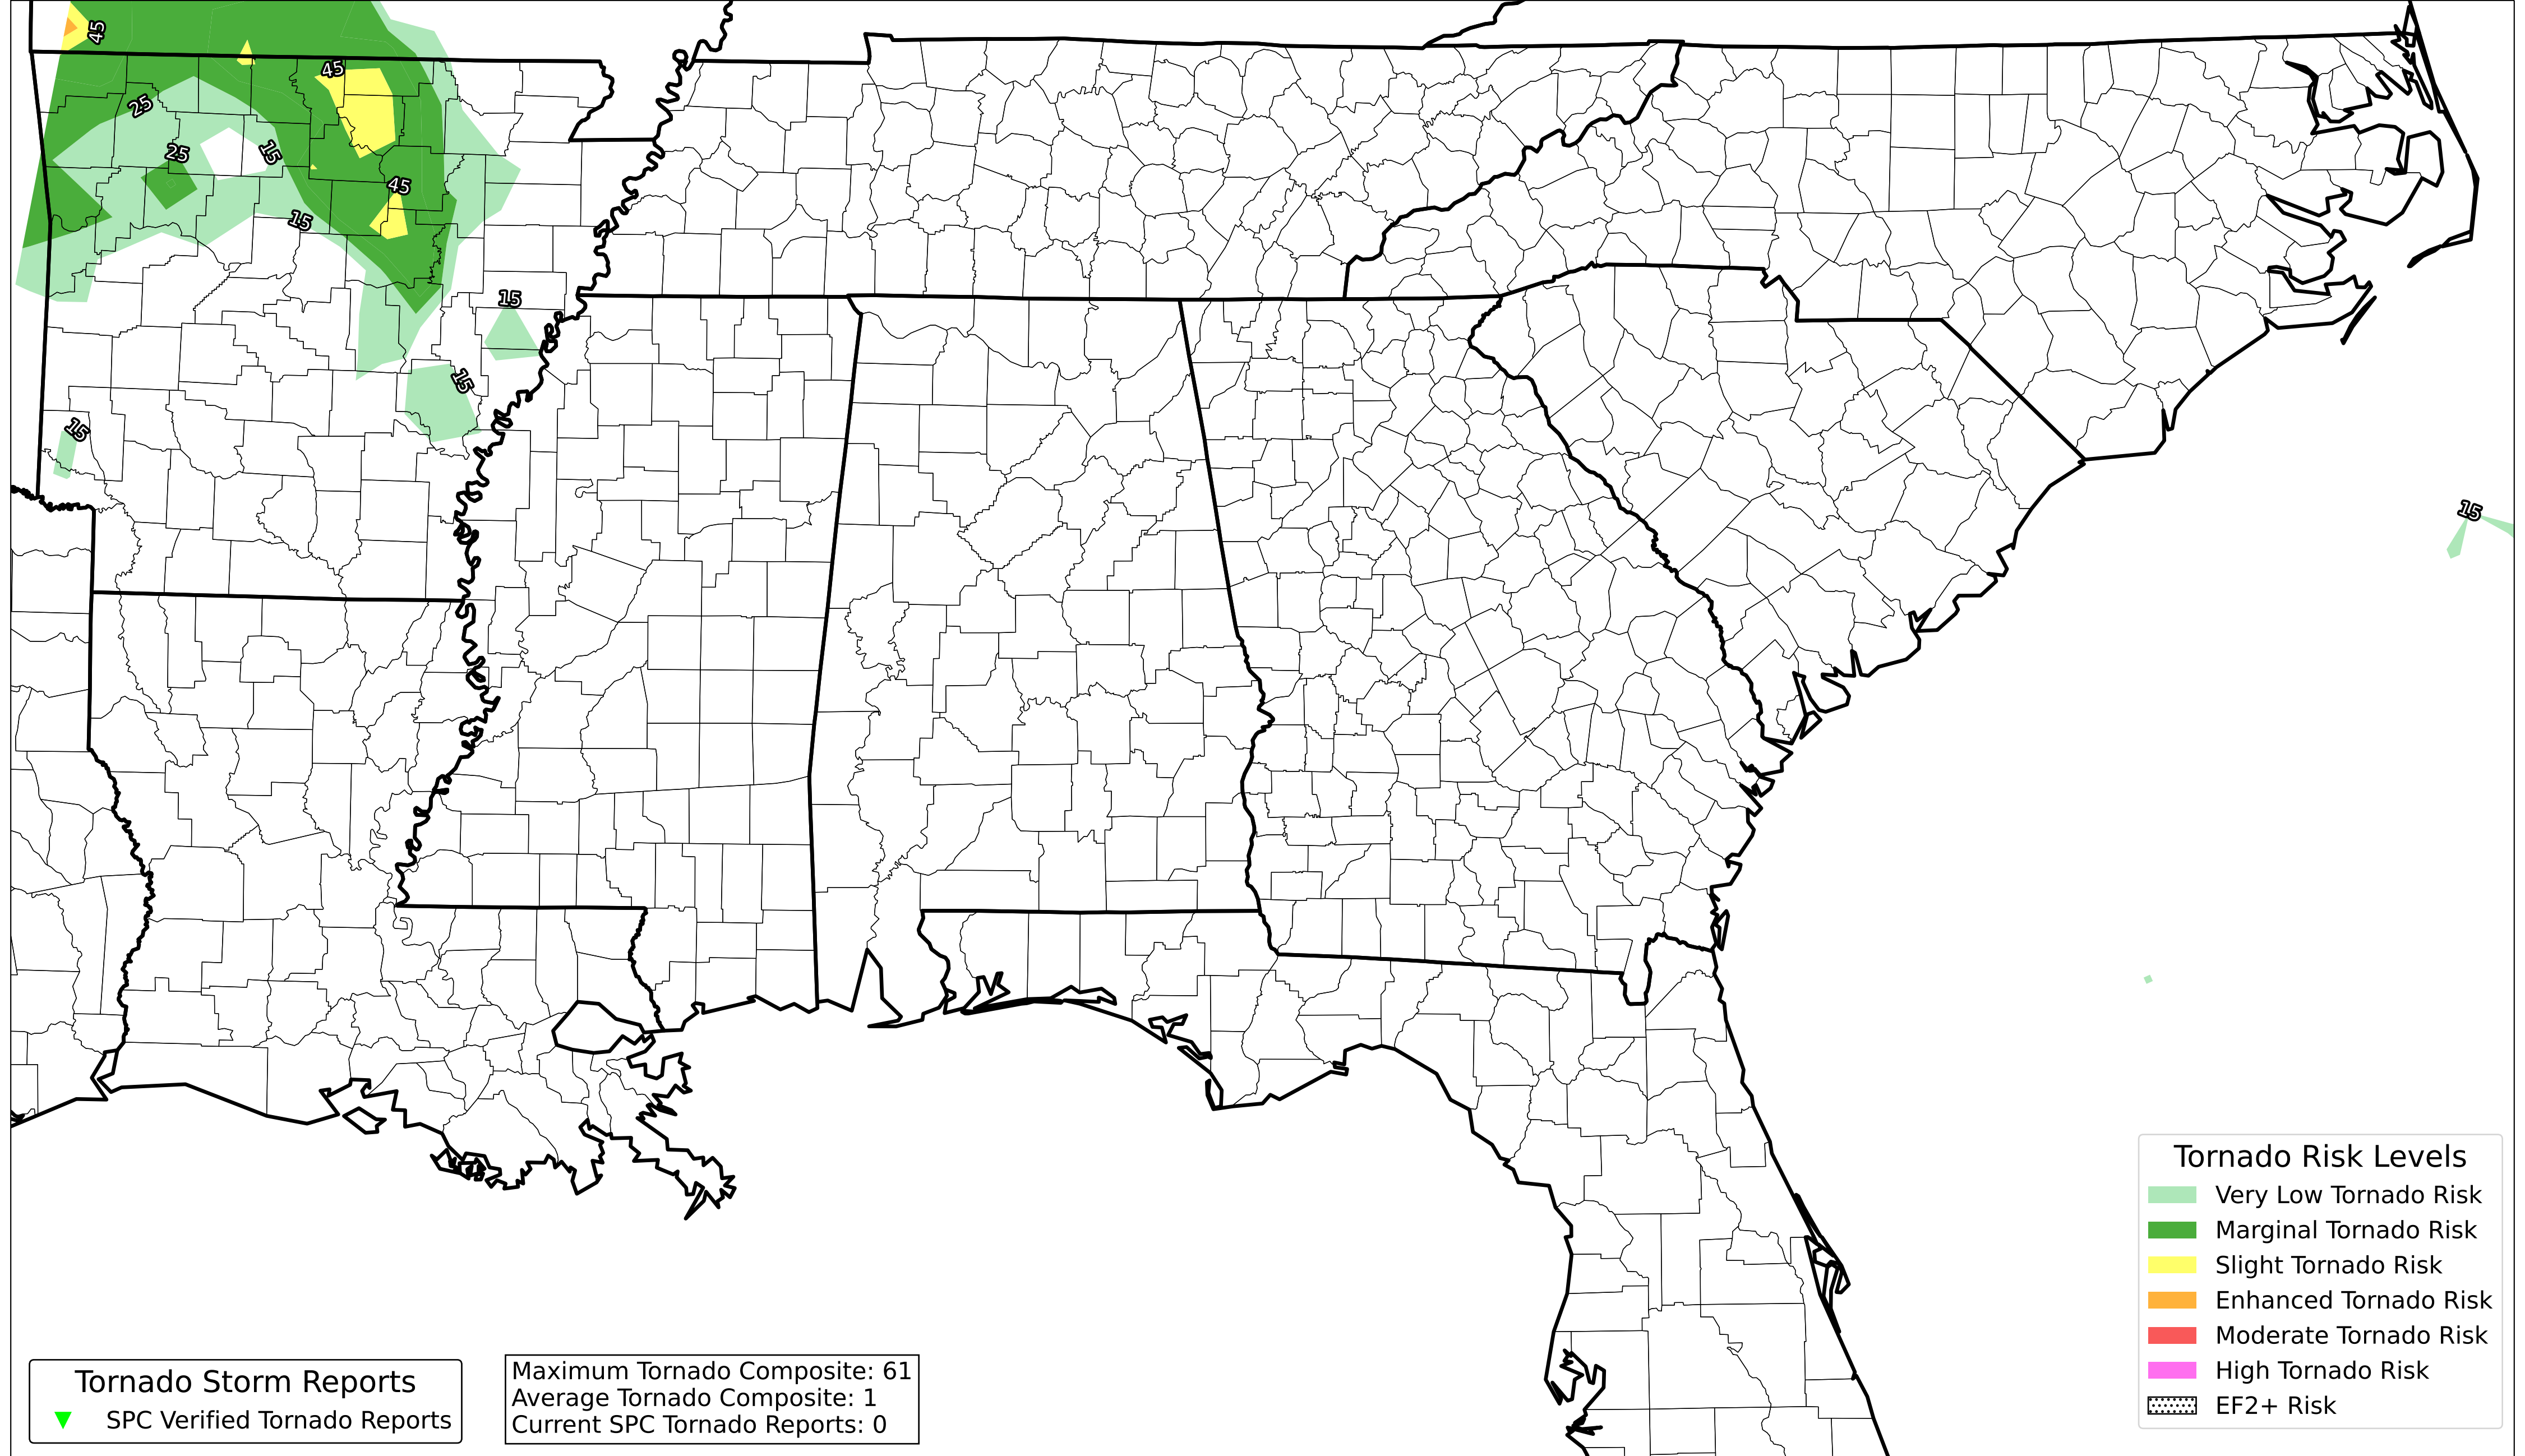 45
45
25
25
15
45
15
15
15
15
15
Tornado Risk Levels
Very Low Tornado Risk
Marginal Tornado Risk
Slight Tornado Risk
Enhanced Tornado Risk
Moderate Tornado Risk
High Tornado Risk
EF2+ Risk
Tornado Storm Reports
SPC Verified Tornado Reports
Maximum Tornado Composite: 61
Average Tornado Composite: 1
Current SPC Tornado Reports: 0